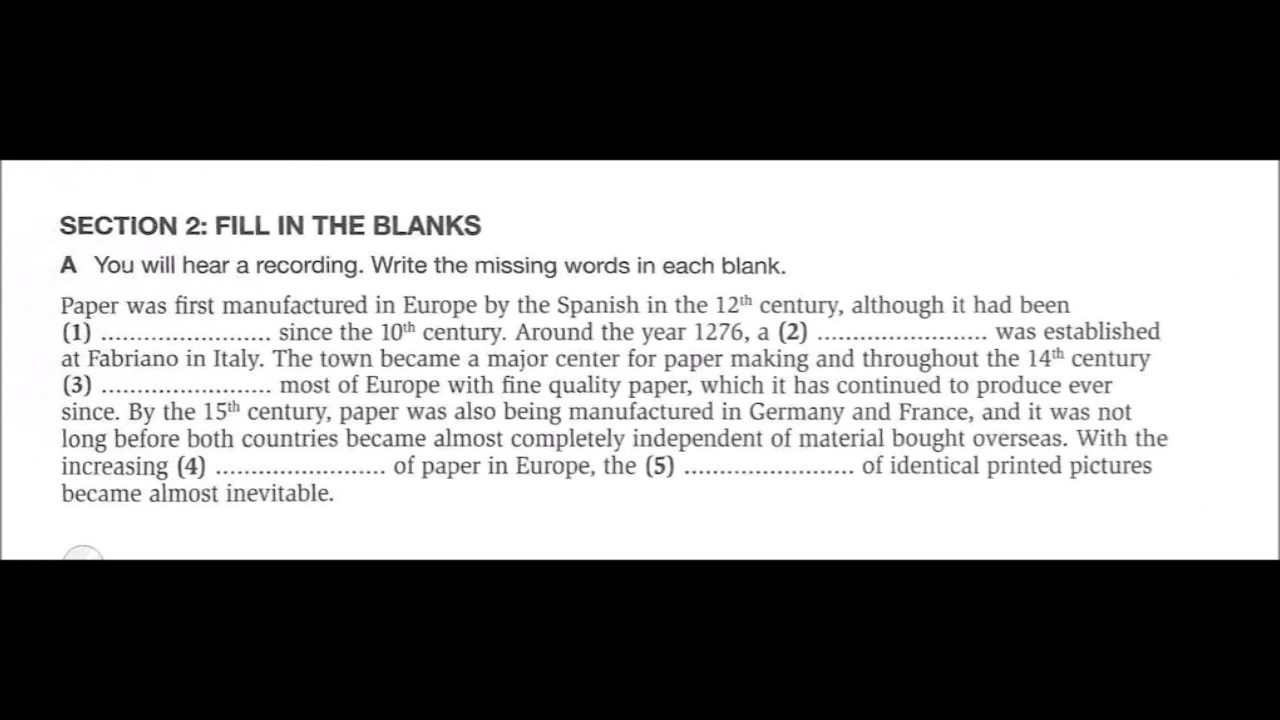 SECTION 2: FILL IN THE BLANKS
A You will hear a recording. Write the missing words in each blank.
Paper was first manufactured in Europe by the Spanish in the 12th century, although it had been
(1) ........................ since the 10th century. Around the year 1276, a (2) ........................ was established
at Fabriano in Italy. The town became a major center for paper making and throughout the 14th century
(3) ........................ most of Europe with fine quality paper, which it has continued to produce ever
since. By the 15th century, paper was also being manufactured in Germany and France, and it was not
long before both countries became almost completely independent of material bought overseas. With the
increasing (4) ........................ of paper in Europe, the (5) ........................ of identical printed pictures
became almost inevitable.